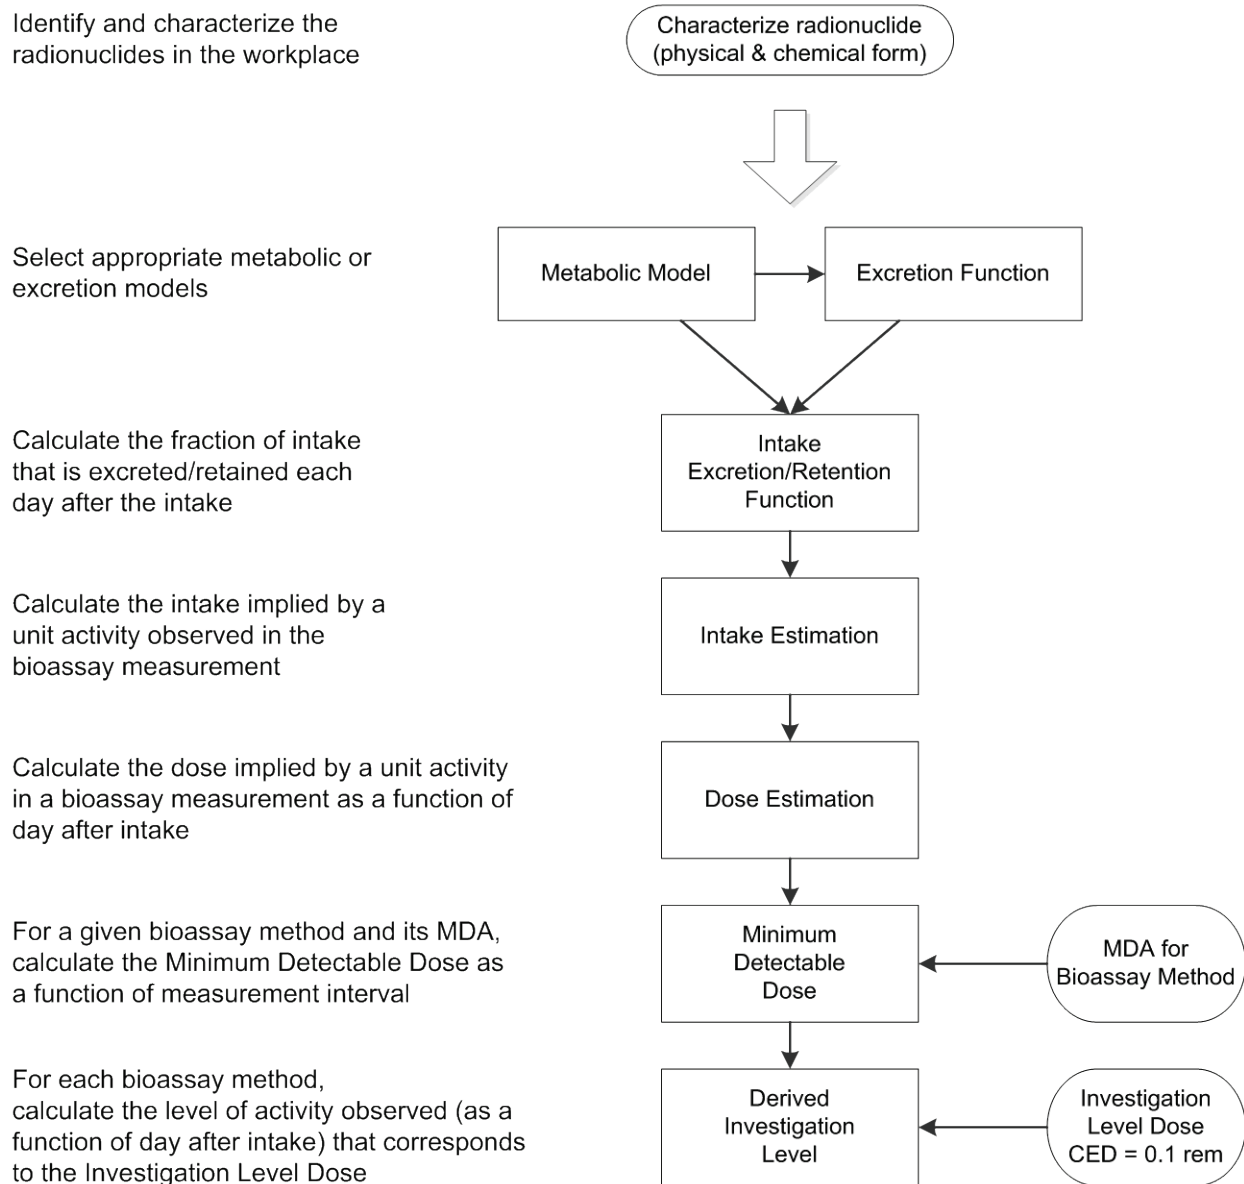 Identify and characterize the
radionuclides in the workplace
Characterize radionuclide
(physical & chemical form)
Select appropriate metabolic or
excretion models
Metabolic Model
Excretion Function
Calculate the fraction of intake
that is excreted/retained each
day after the intake
Intake
Excretion/Retention
Function
Calculate the intake implied by a
unit activity observed in the
bioassay measurement
Intake Estimation
Calculate the dose implied by a unit activity
in a bioassay measurement as a function of
day after intake
Dose Estimation
For a given bioassay method and its MDA,
calculate the Minimum Detectable Dose as
a function of measurement interval
Minimum
Detectable
Dose
MDA for
Bioassay Method
For each bioassay method,
calculate the level of activity observed (as a
function of day after intake) that corresponds
to the Investigation Level Dose
Derived
Investigation
Level
Investigation
Level Dose
CED = 0.1 rem